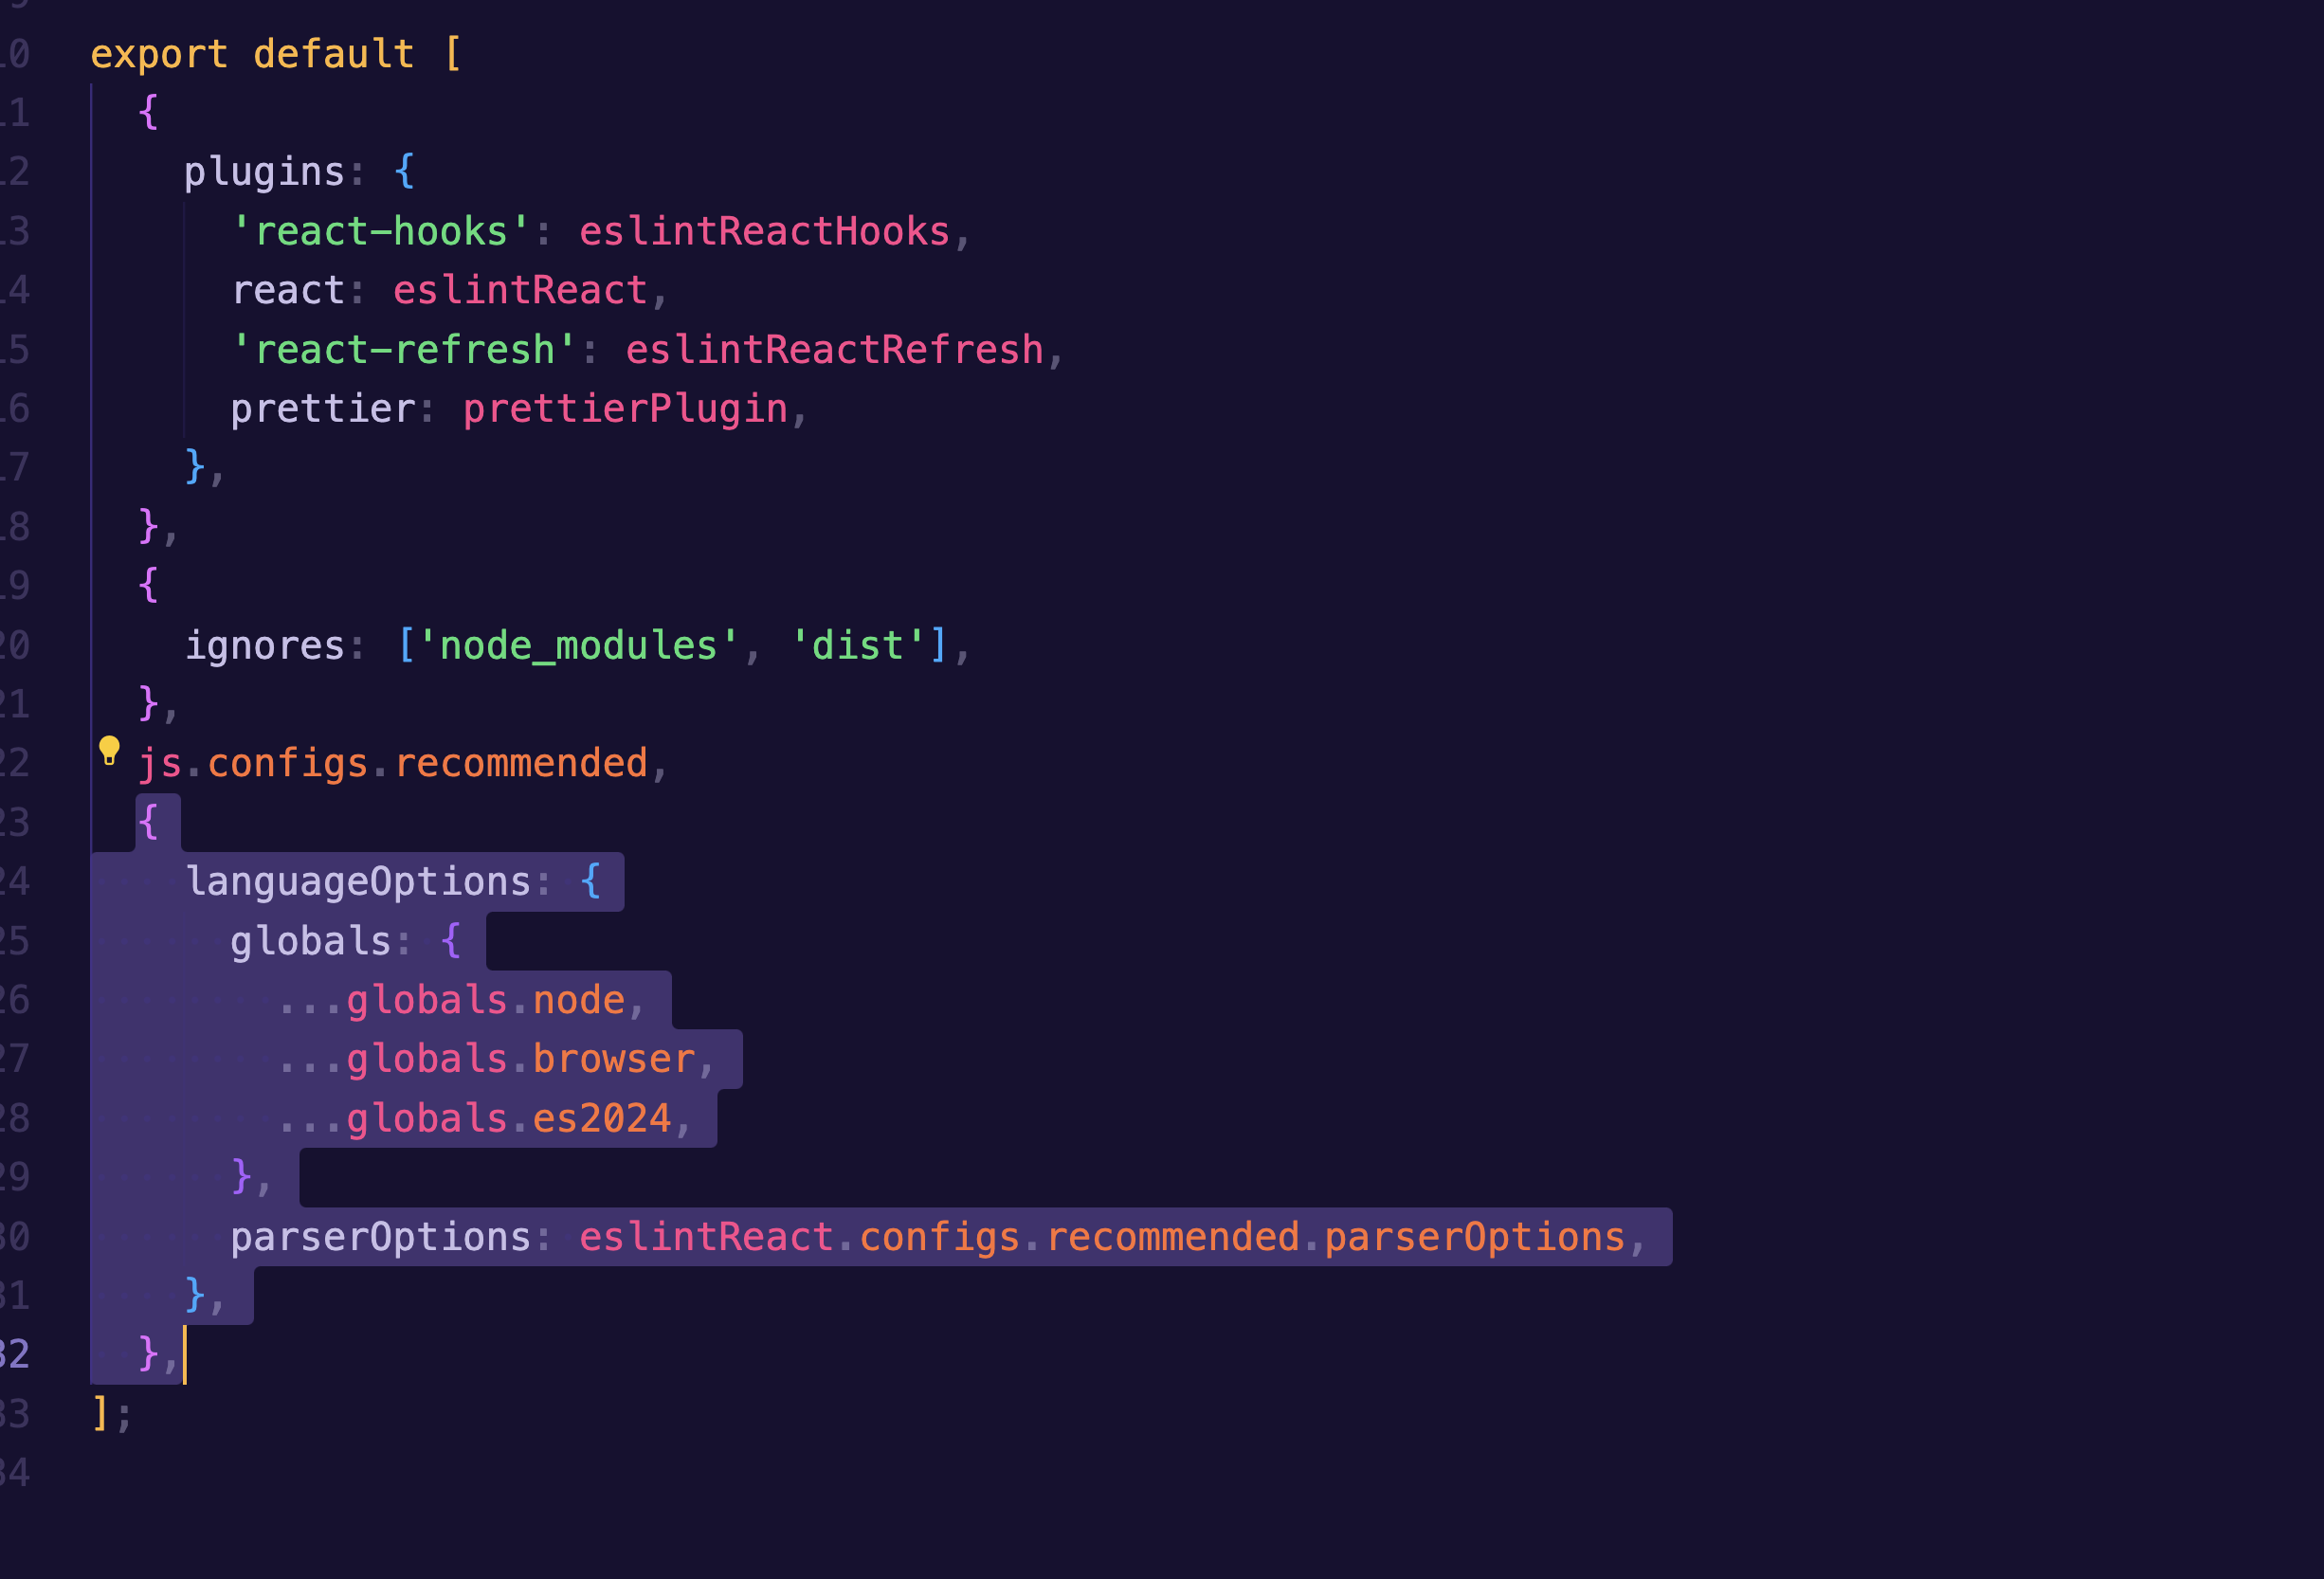 10 export default [
11   {
12     plugins: {
13       'react-hooks': eslintReactHooks,
14       react: eslintReact,
15       'react-refresh': eslintReactRefresh,
16       prettier: prettierPlugin,
17     },
18   },
19   {
20     ignores: ['node_modules', 'dist'],
21   },
22   js.configs.recommended,
23   {
24     languageOptions: {
25       globals: {
26         ...globals.node,
27         ...globals.browser,
28         ...globals.es2024,
29       },
30       parserOptions: eslintReact.configs.recommended.parserOptions,
31     },
32   },
33 ];
34